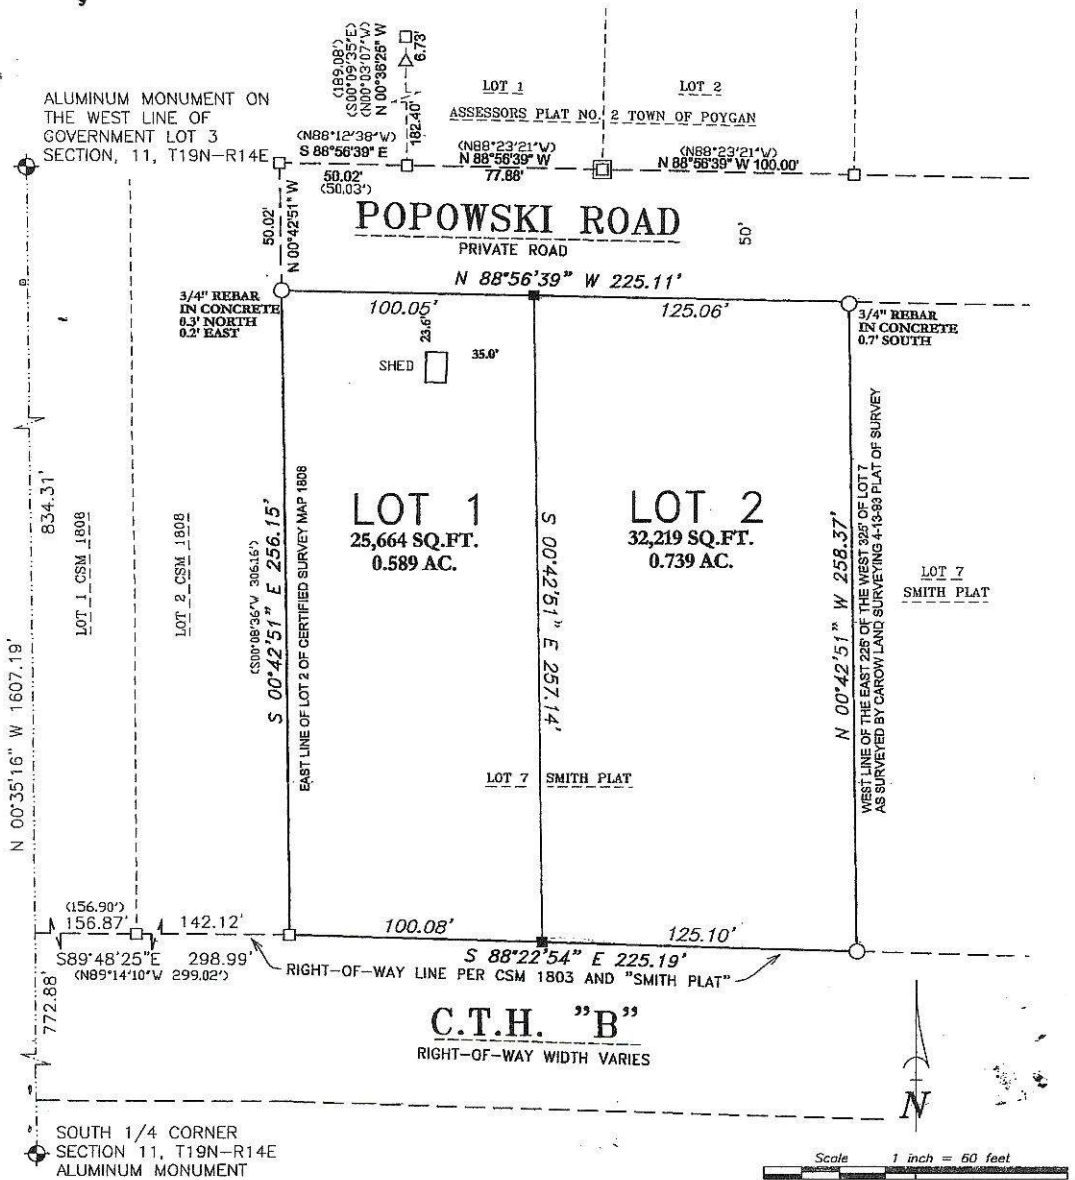 (189.08')
(S00°09'35"E)
(N00°03'07"W)
N 00°36'25" W
6.73'
182.40'
LOT 1
LOT 2
ASSESSORS PLAT NO. 2 TOWN OF POYGAN
ALUMINUM MONUMENT ON
THE WEST LINE OF
GOVERNMENT LOT 3
SECTION, 11, T19N-R14E
(N88°12'38"W)
S 88°56'39" E
50.02'
(50.03')
(N88°23'21"W)
N 88°56'39" W
77.88'
(N88°23'21"W)
N 88°56'39" W 100.00'
50.02'
N 00°42'51" W
POPOWSKI ROAD
PRIVATE ROAD
50'
N 88°56'39" W 225.11'
3/4" REBAR
IN CONCRETE
0.3' NORTH
0.2' EAST
100.05'
125.06'
3/4" REBAR
IN CONCRETE
0.7' SOUTH
SHED
23.6'
35.0'
834.31'
N 00°35'16" W 1607.19'
LOT 1 CSM 1808
LOT 2 CSM 1808
(S00°08'36"W 306.16')
S 00°42'51" E 256.15'
EAST LINE OF LOT 2 OF CERTIFIED SURVEY MAP 1808
LOT 1
25,664 SQ.FT.
0.589 AC.
S 00°42'51" E 257.14'
LOT 2
32,219 SQ.FT.
0.739 AC.
N 00°42'51" W 258.37'
WEST LINE OF THE EAST 225' OF THE WEST 325' OF LOT 7
AS SURVEYED BY CAROW LAND SURVEYING 4-13-93 PLAT OF SURVEY
LOT 7
SMITH PLAT
LOT 7 SMITH PLAT
(156.90')
156.87'
142.12'
100.08'
125.10'
S89°48'25"E 298.99'
(N89°14'10"W 299.02')
S 88°22'54" E 225.19'
RIGHT-OF-WAY LINE PER CSM 1803 AND "SMITH PLAT"
772.88'
C.T.H. "B"
RIGHT-OF-WAY WIDTH VARIES
N
SOUTH 1/4 CORNER
SECTION 11, T19N-R14E
ALUMINUM MONUMENT
Scale 1 inch = 60 feet